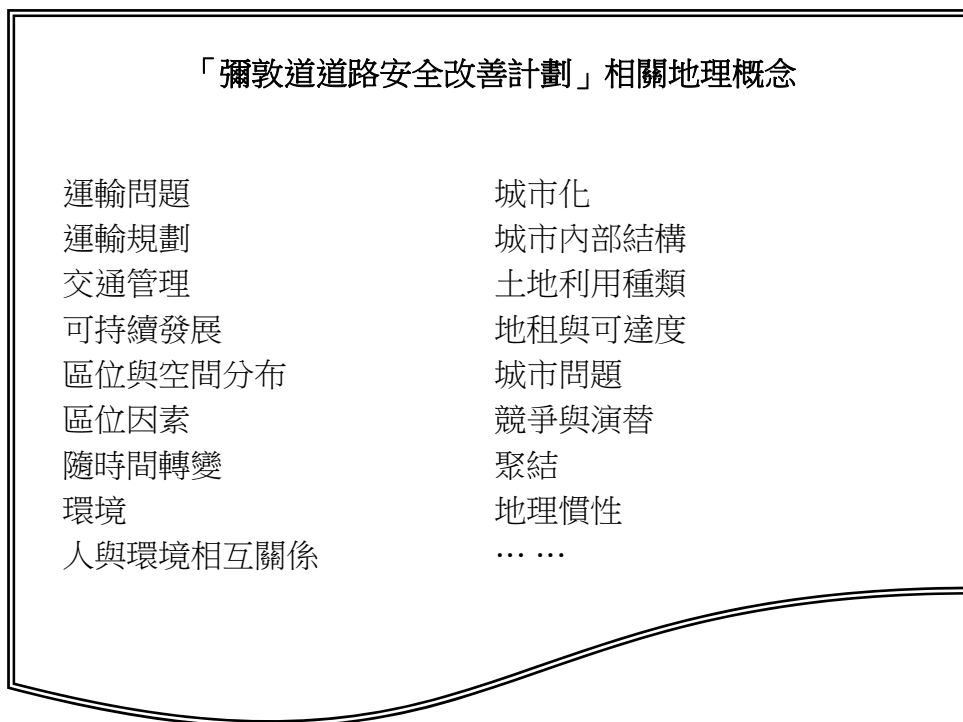 「彌敦道道路安全改善計劃」相關地理概念
運輸問題
運輸規劃
交通管理
可持續發展
區位與空間分布
區位因素
隨時間轉變
環境
人與環境相互關係
城市化
城市內部結構
土地利用種類
地租與可達度
城市問題
競爭與演替
聚結
地理慣性
… …